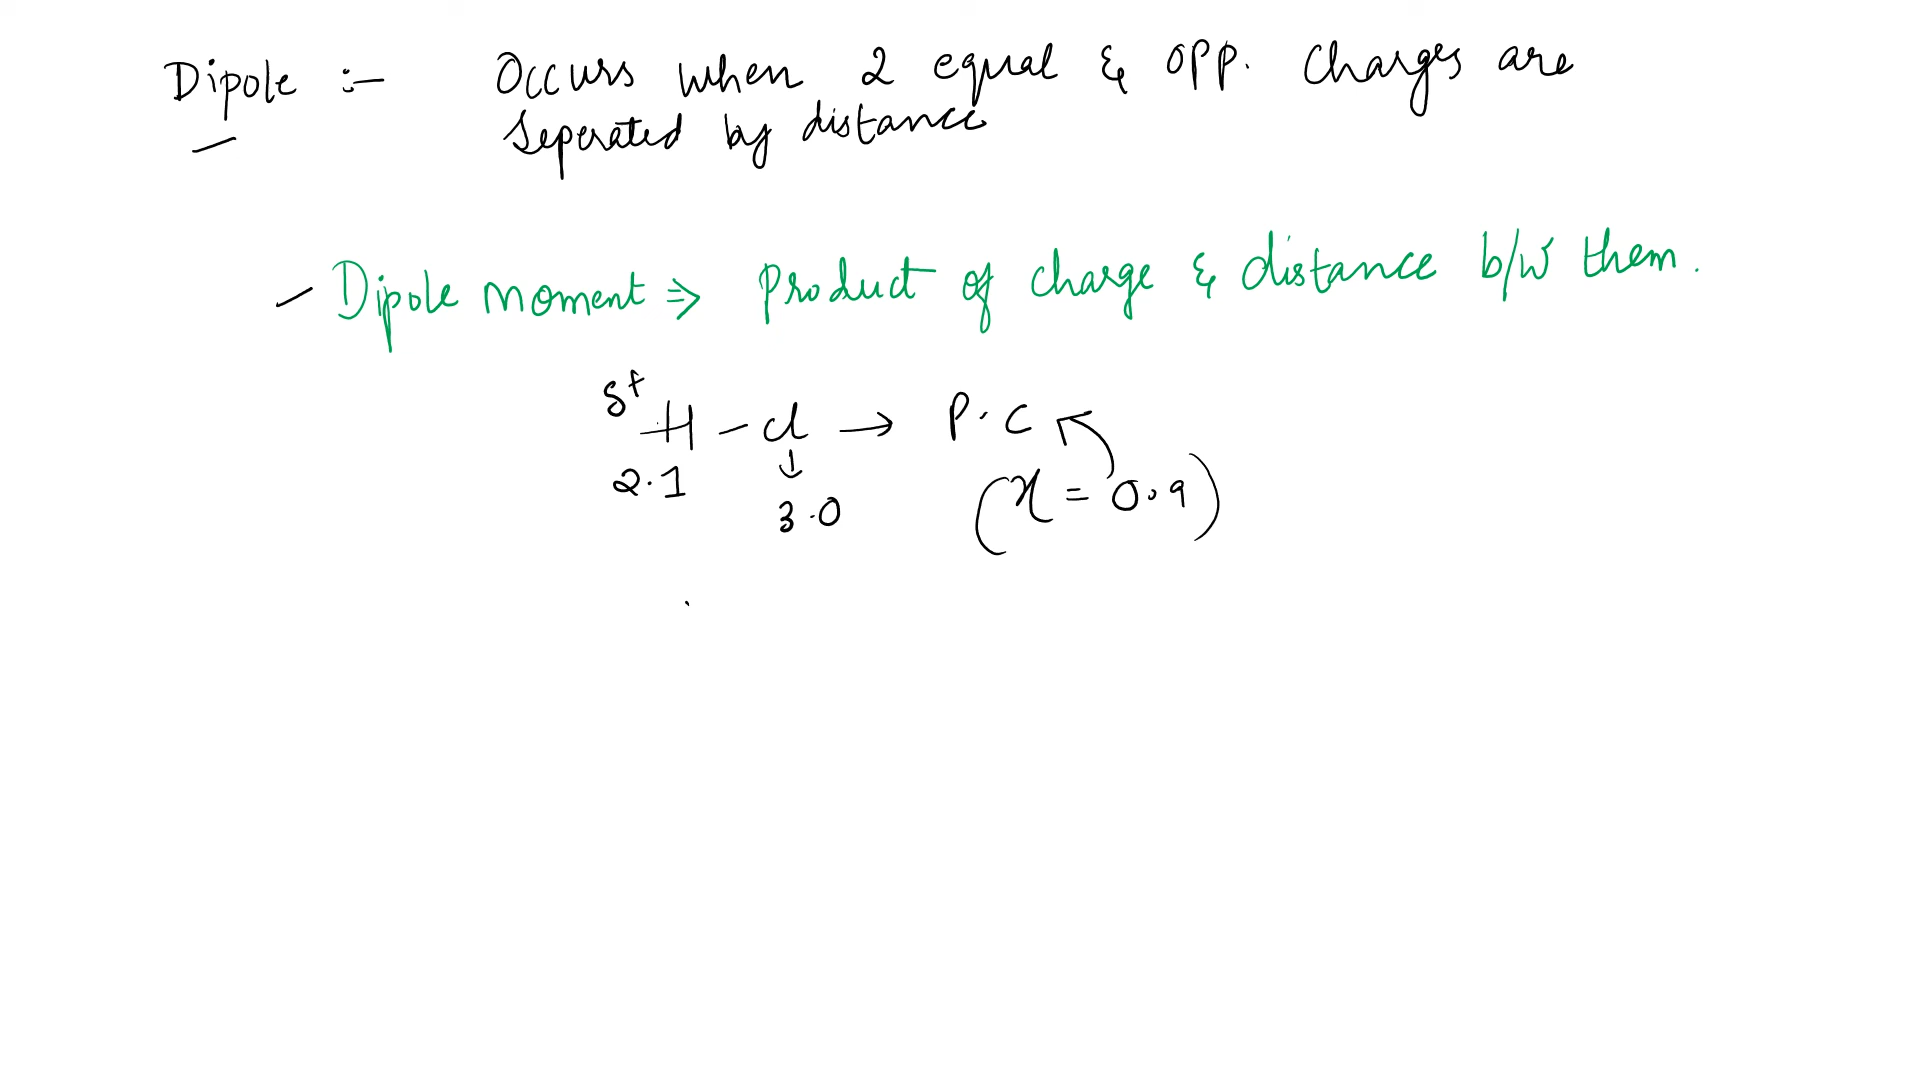 Dipole :- Occurs when 2 equal & opp. charges are
seperated by distance
Dipole moment ⇒ Product of charge & distance b/w them.
δ+
H - Cl → P.C
2.1 ↓ (x = 0.9)
3.0